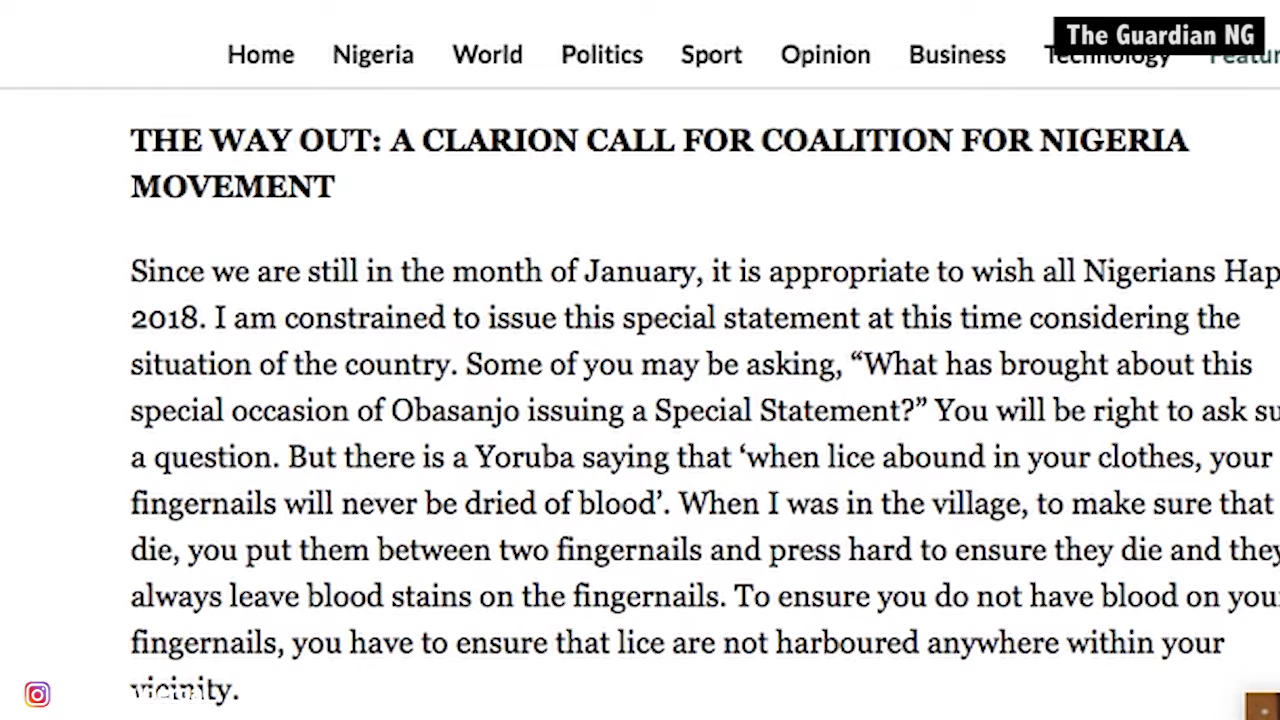 The Guardian NG
Home Nigeria World Politics Sport Opinion Business Technology
THE WAY OUT: A CLARION CALL FOR COALITION FOR NIGERIA
MOVEMENT
Since we are still in the month of January, it is appropriate to wish all Nigerians Hap
2018. I am constrained to issue this special statement at this time considering the
situation of the country. Some of you may be asking, “What has brought about this
special occasion of Obasanjo issuing a Special Statement?” You will be right to ask su
a question. But there is a Yoruba saying that ‘when lice abound in your clothes, your
fingernails will never be dried of blood’. When I was in the village, to make sure that
die, you put them between two fingernails and press hard to ensure they die and they
always leave blood stains on the fingernails. To ensure you do not have blood on you
fingernails, you have to ensure that lice are not harboured anywhere within your
vicinity.